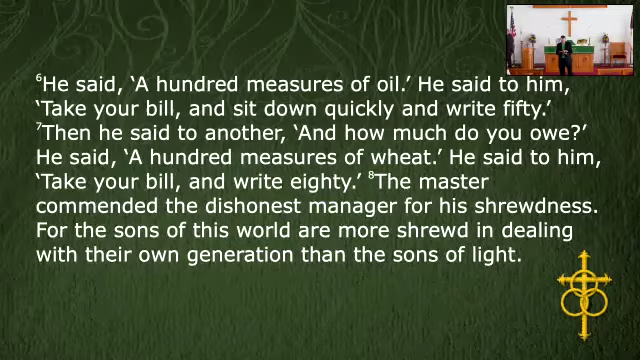 ⁶He said, ‘A hundred measures of oil.’ He said to him,
‘Take your bill, and sit down quickly and write fifty.’
⁷Then he said to another, ‘And how much do you owe?’
He said, ‘A hundred measures of wheat.’ He said to him,
‘Take your bill, and write eighty.’ ⁸The master
commended the dishonest manager for his shrewdness.
For the sons of this world are more shrewd in dealing
with their own generation than the sons of light.